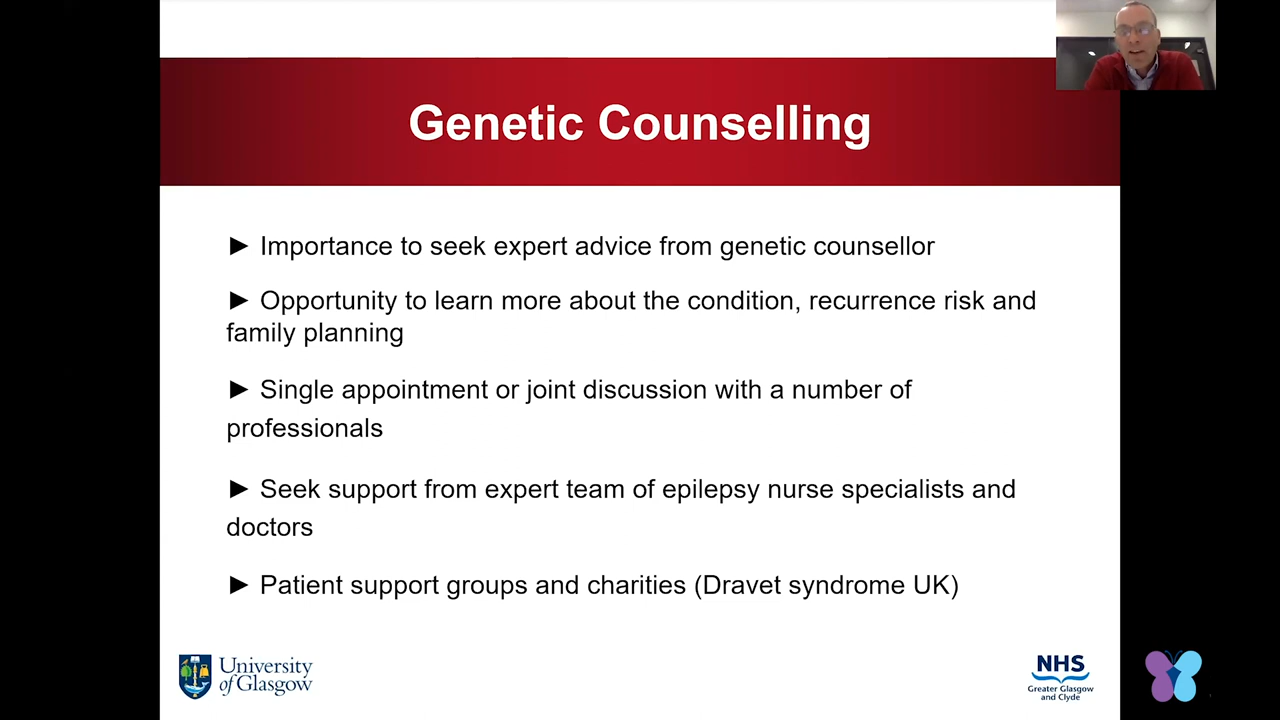 Genetic Counselling
► Importance to seek expert advice from genetic counsellor
► Opportunity to learn more about the condition, recurrence risk and
family planning
► Single appointment or joint discussion with a number of
professionals
► Seek support from expert team of epilepsy nurse specialists and
doctors
► Patient support groups and charities (Dravet syndrome UK)
University
of Glasgow
NHS
Greater Glasgow
and Clyde